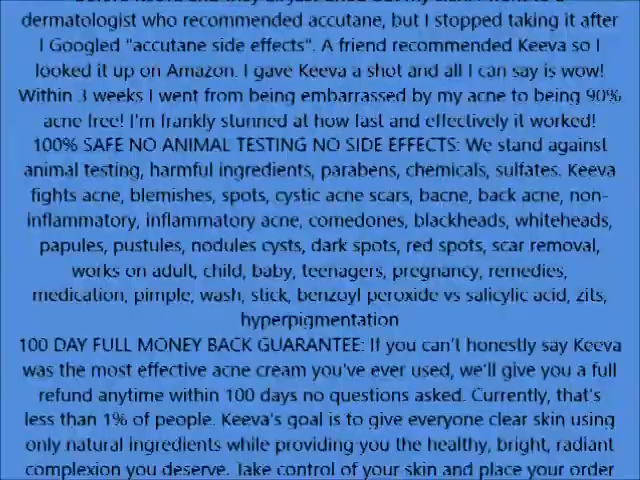 dermatologist who recommended accutane, but I stopped taking it after
I Googled "accutane side effects". A friend recommended Keeva so I
looked it up on Amazon. I gave Keeva a shot and all I can say is wow!
Within 3 weeks I went from being embarrassed by my acne to being 90%
acne free! I'm frankly stunned at how fast and effectively it worked!
100% SAFE NO ANIMAL TESTING NO SIDE EFFECTS: We stand against
animal testing, harmful ingredients, parabens, chemicals, sulfates. Keeva
fights acne, blemishes, spots, cystic acne scars, bacne, back acne, non-
inflammatory, inflammatory acne, comedones, blackheads, whiteheads,
papules, pustules, nodules cysts, dark spots, red spots, scar removal,
works on adult, child, baby, teenagers, pregnancy, remedies,
medication, pimple, wash, stick, benzoyl peroxide vs salicylic acid, zits,
hyperpigmentation
100 DAY FULL MONEY BACK GUARANTEE: If you can't honestly say Keeva
was the most effective acne cream you've ever used, we'll give you a full
refund anytime within 100 days no questions asked. Currently, that's
less than 1% of people. Keeva's goal is to give everyone clear skin using
only natural ingredients while providing you the healthy, bright, radiant
complexion you deserve. Take control of your skin and place your order